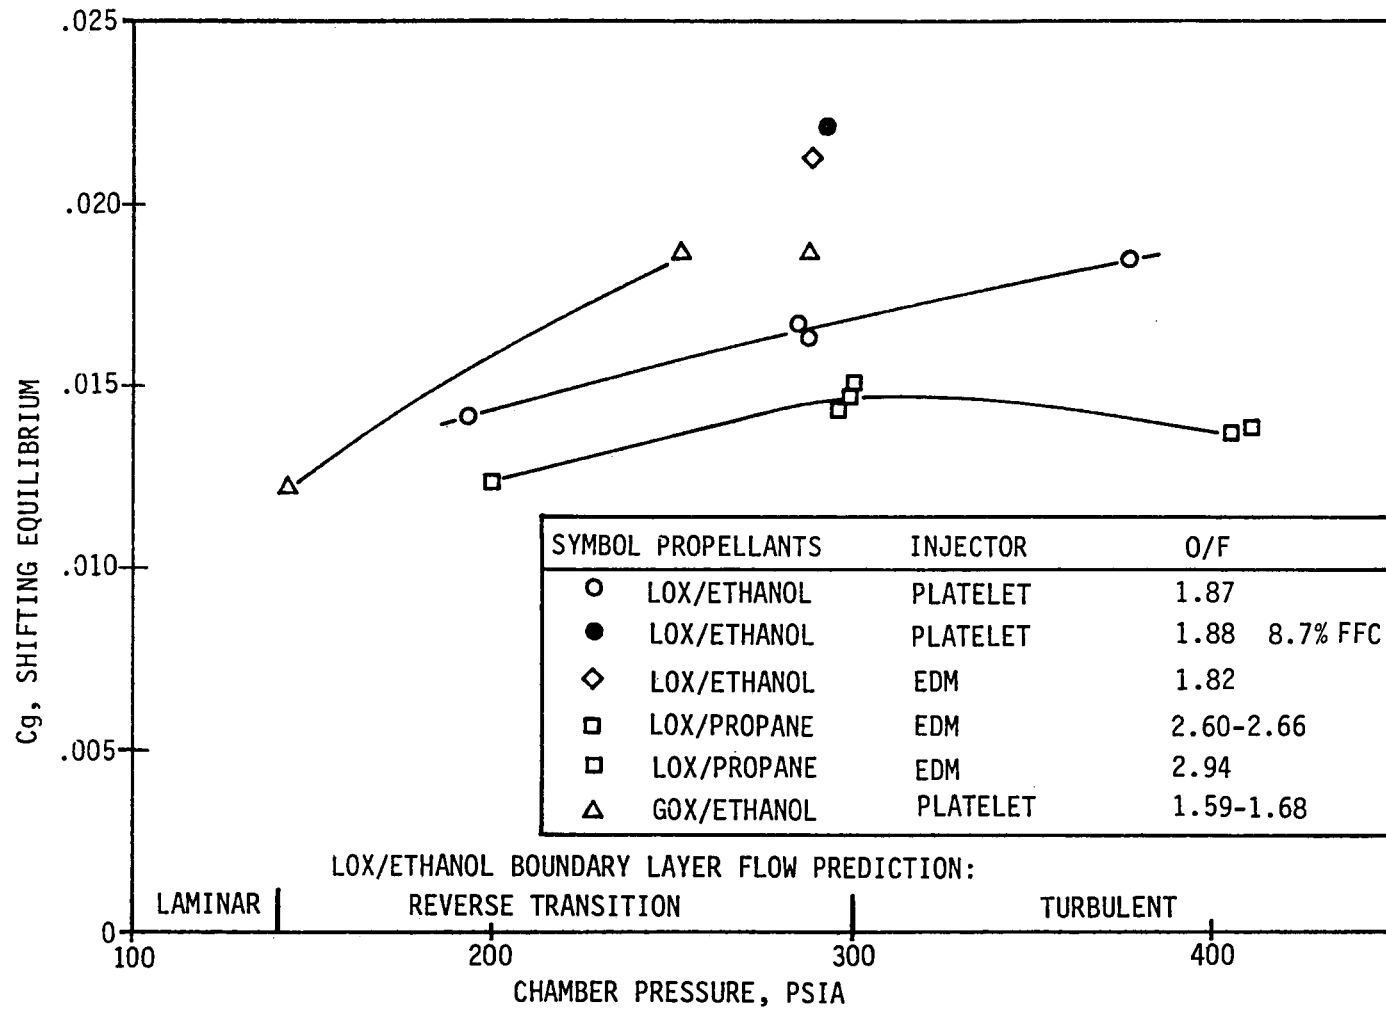 .025
.020
.015
.010
.005
0
Cg, SHIFTING EQUILIBRIUM
SYMBOL PROPELLANTS INJECTOR O/F
LOX/ETHANOL PLATELET 1.87
LOX/ETHANOL PLATELET 1.88 8.7% FFC
LOX/ETHANOL EDM 1.82
LOX/PROPANE EDM 2.60-2.66
LOX/PROPANE EDM 2.94
GOX/ETHANOL PLATELET 1.59-1.68
LOX/ETHANOL BOUNDARY LAYER FLOW PREDICTION:
LAMINAR REVERSE TRANSITION TURBULENT
100 200 300 400
CHAMBER PRESSURE, PSIA